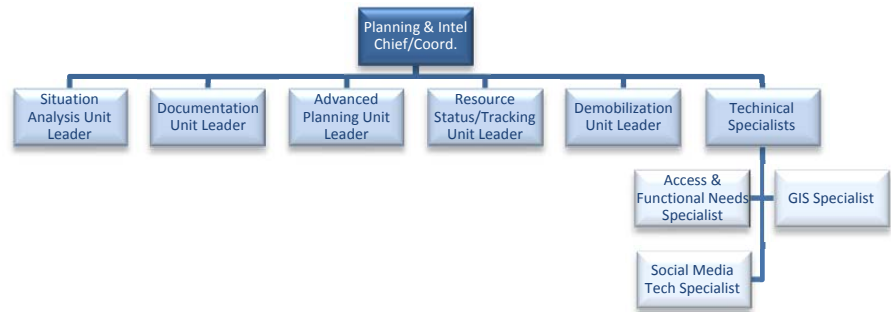 Planning & Intel
Chief/Coord.
Situation
Analysis Unit
Leader
Documentation
Unit Leader
Advanced
Planning Unit
Leader
Resource
Status/Tracking
Unit Leader
Demobilization
Unit Leader
Techinical
Specialists
Access &
Functional Needs
Specialist
GIS Specialist
Social Media
Tech Specialist